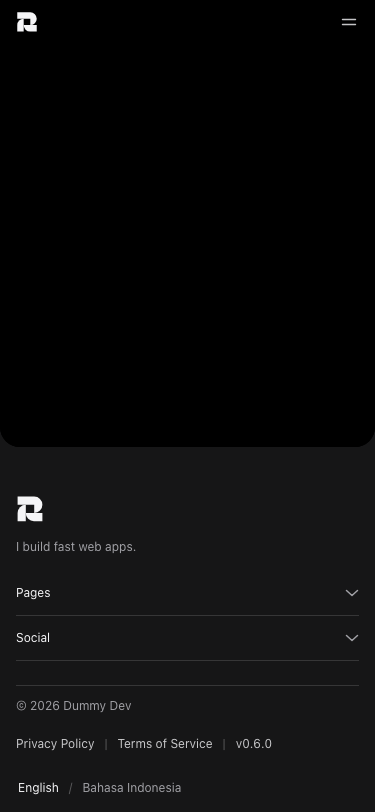 I build fast web apps.
Pages
Social
© 2026 Dummy Dev
Privacy Policy | Terms of Service | v0.6.0
English / Bahasa Indonesia